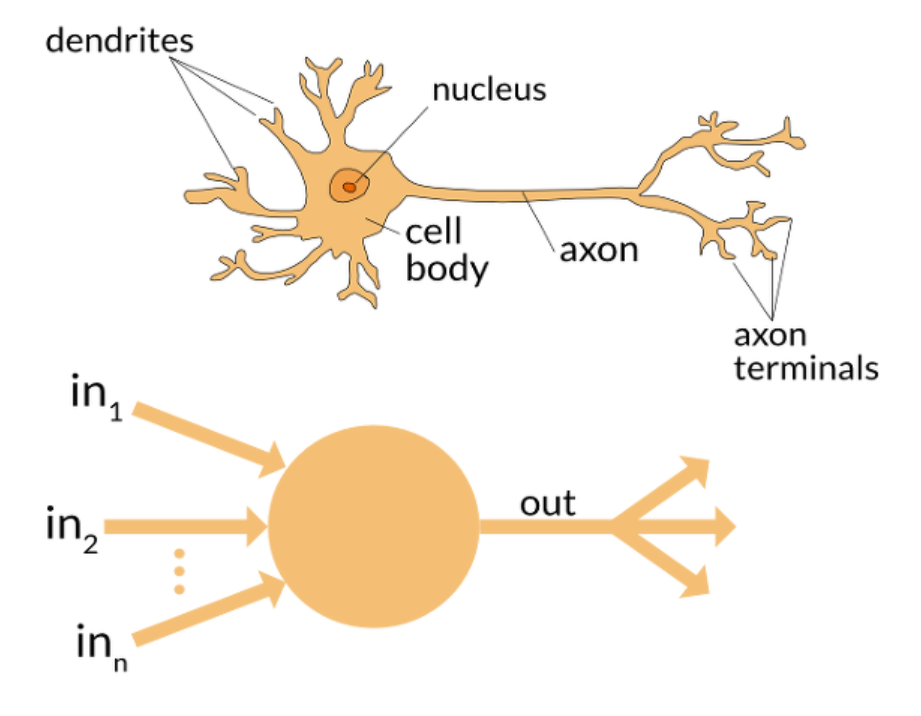 dendrites
nucleus
cell
body
axon
axon
terminals
in₁
in₂
out
inₙ